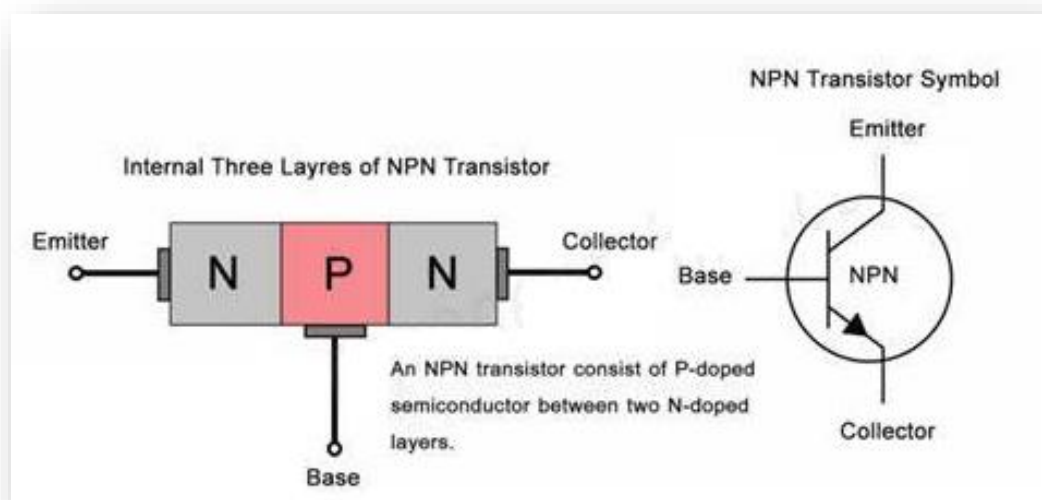 NPN Transistor Symbol
Emitter
Internal Three Layres of NPN Transistor
Emitter
N
P
N
Collector
Base
NPN
An NPN transistor consist of P-doped
semiconductor between two N-doped
layers.
Collector
Base